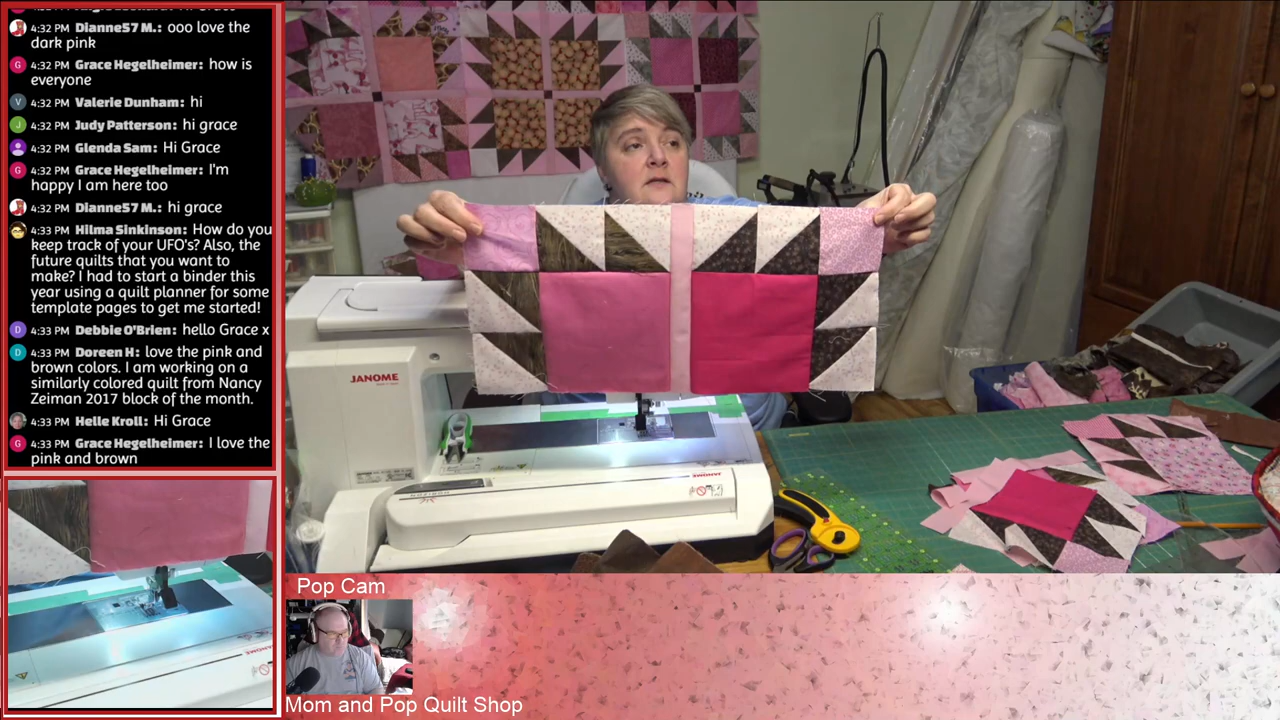 4:32 PM Dianne57 M.: ooo love the
dark pink
G 4:32 PM Grace Hegelheimer: how is
everyone
V 4:32 PM Valerie Dunham: hi
J 4:32 PM Judy Patterson: hi grace
4:32 PM Glenda Sam: Hi Grace
G 4:32 PM Grace Hegelheimer: I'm
happy I am here too
4:32 PM Dianne57 M.: hi grace
4:33 PM Hilma Sinkinson: How do you
keep track of your UFO's? Also, the
future quilts that you want to
make? I had to start a binder this
year using a quilt planner for some
template pages to get me started!
D 4:33 PM Debbie O'Brien: hello Grace x
D 4:33 PM Doreen H: love the pink and
brown colors. I am working on a
similarly colored quilt from Nancy
Zeiman 2017 block of the month.
4:33 PM Helle Kroll: Hi Grace
G 4:33 PM Grace Hegelheimer: I love the
pink and brown
JANOME
JANOME
Pop Cam
Mom and Pop Quilt Shop